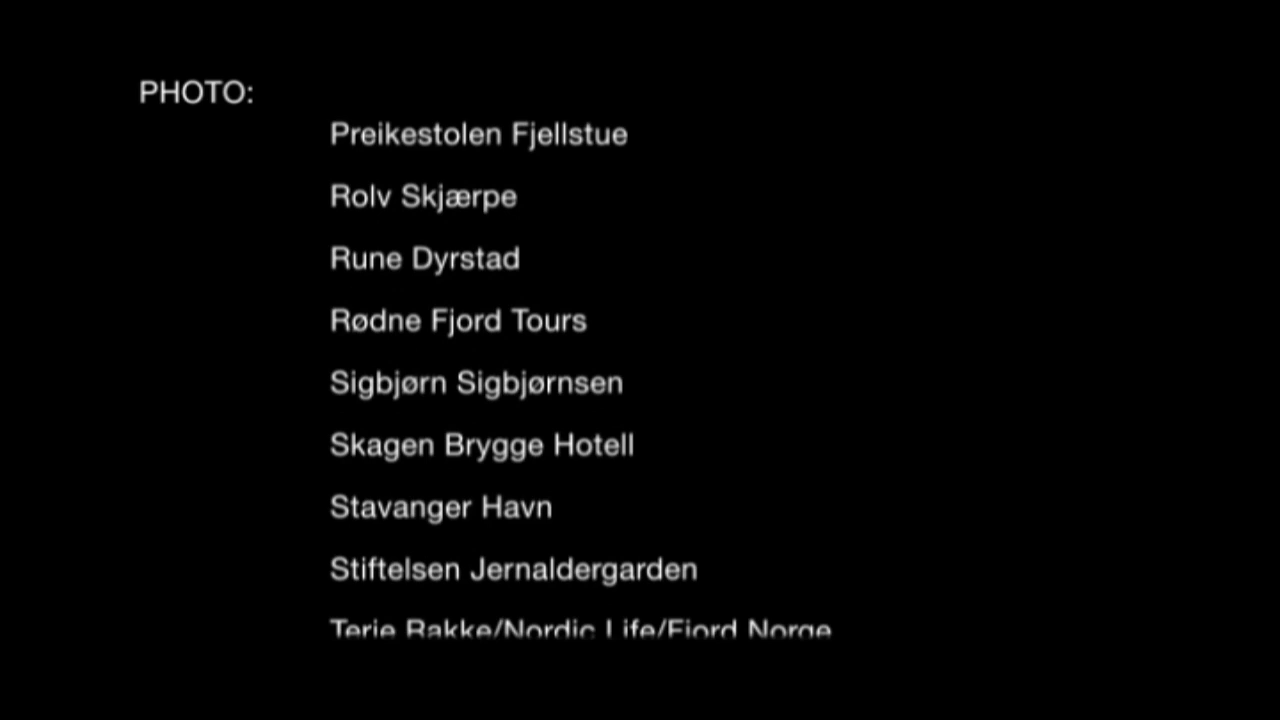 PHOTO:
Preikestolen Fjellstue
Rolv Skjærpe
Rune Dyrstad
Rødne Fjord Tours
Sigbjørn Sigbjørnsen
Skagen Brygge Hotell
Stavanger Havn
Stiftelsen Jernaldergarden
Terje Rakke/Nordic Life/Fjord Norge